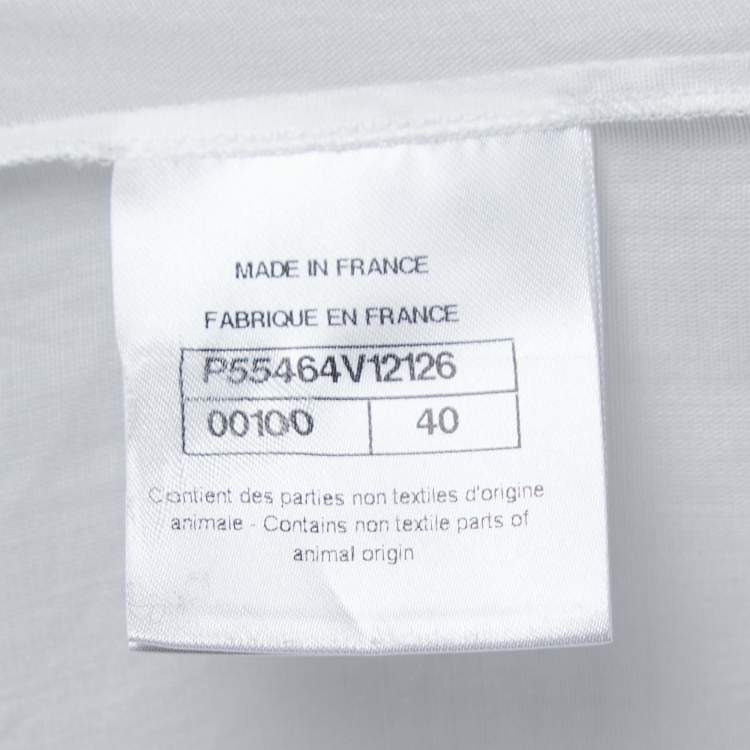 MADE IN FRANCE
FABRIQUE EN FRANCE
P55464V12126
00100 40
Contient des parties non textiles d'origine
animale - Contains non textile parts of
animal origin